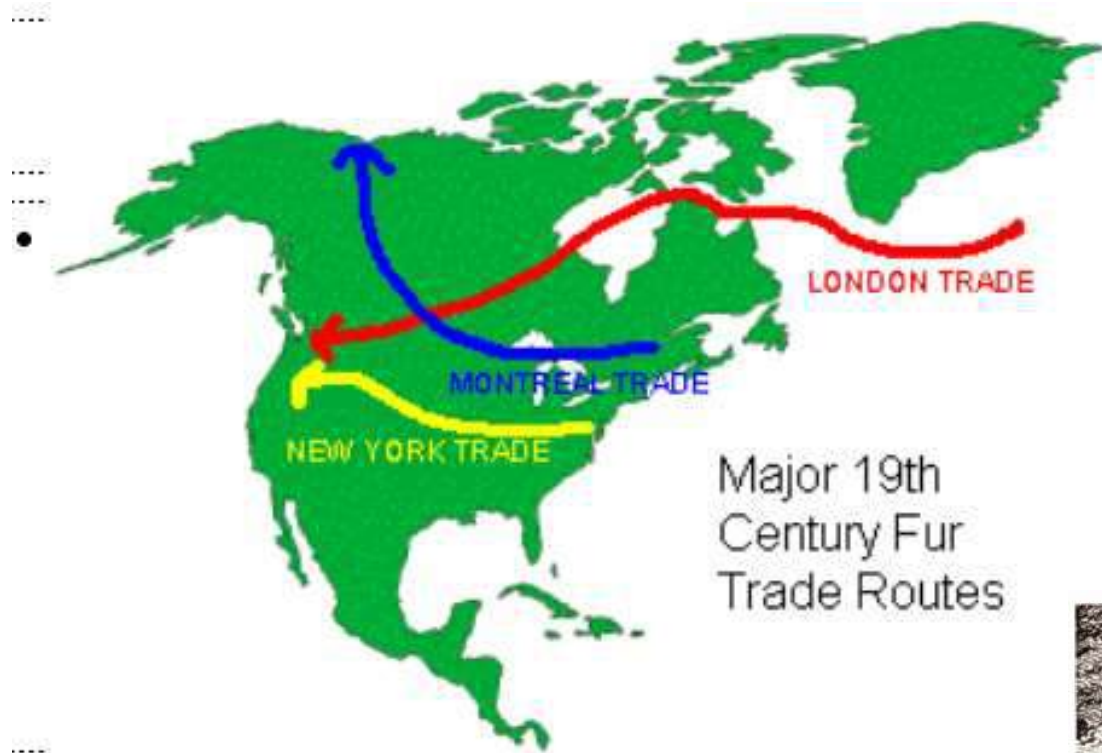 LONDON TRADE
MONTREAL TRADE
NEW YORK TRADE
Major 19th
Century Fur
Trade Routes